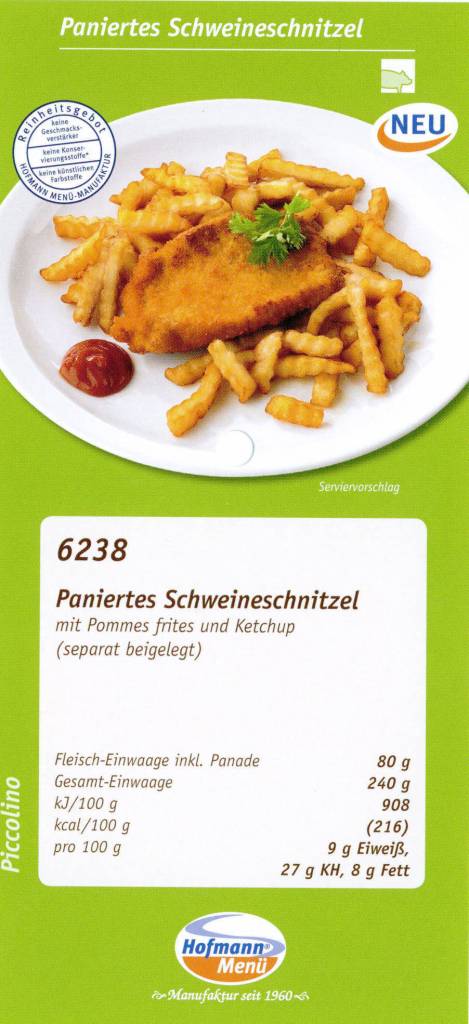 Paniertes Schweineschnitzel
Reinheitsgebot
keine
Geschmacks-
verstärker
keine Konser-
vierungsstoffe*
keine künstlichen
Farbstoffe
HOFMANN MENÜ-MANUFAKTUR
NEU
Serviervorschlag
6238
Paniertes Schweineschnitzel
mit Pommes frites und Ketchup
(separat beigelegt)
Fleisch-Einwaage inkl. Panade 80 g
Gesamt-Einwaage 240 g
kJ/100 g 908
kcal/100 g (216)
pro 100 g 9 g Eiweiß,
27 g KH, 8 g Fett
Piccolino
Hofmann®
Menü
Manufaktur seit 1960